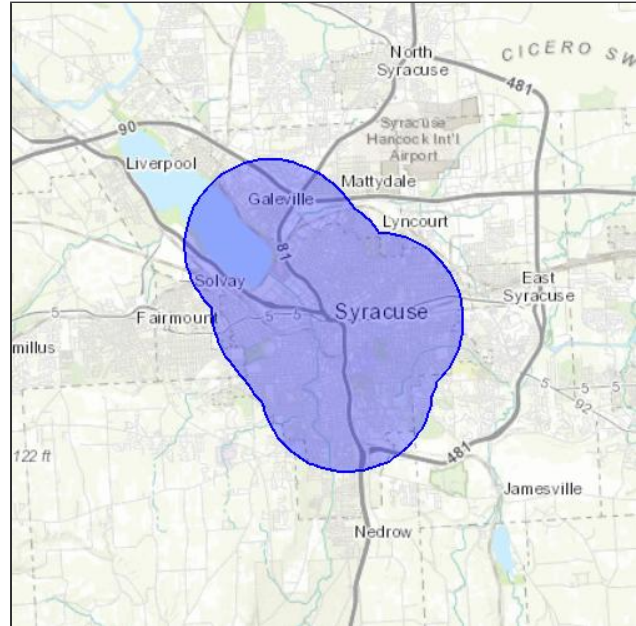 North
Syracuse
CICERO SW
481
Syracuse
Hancock Int'l
Airport
90
Liverpool
Mattydale
Galeville
Lyncourt
81
Solvay
East
Syracuse
5
Fairmount
5
5
Syracuse
millus
5
5
92
122 ft
481
Jamesville
Nedrow